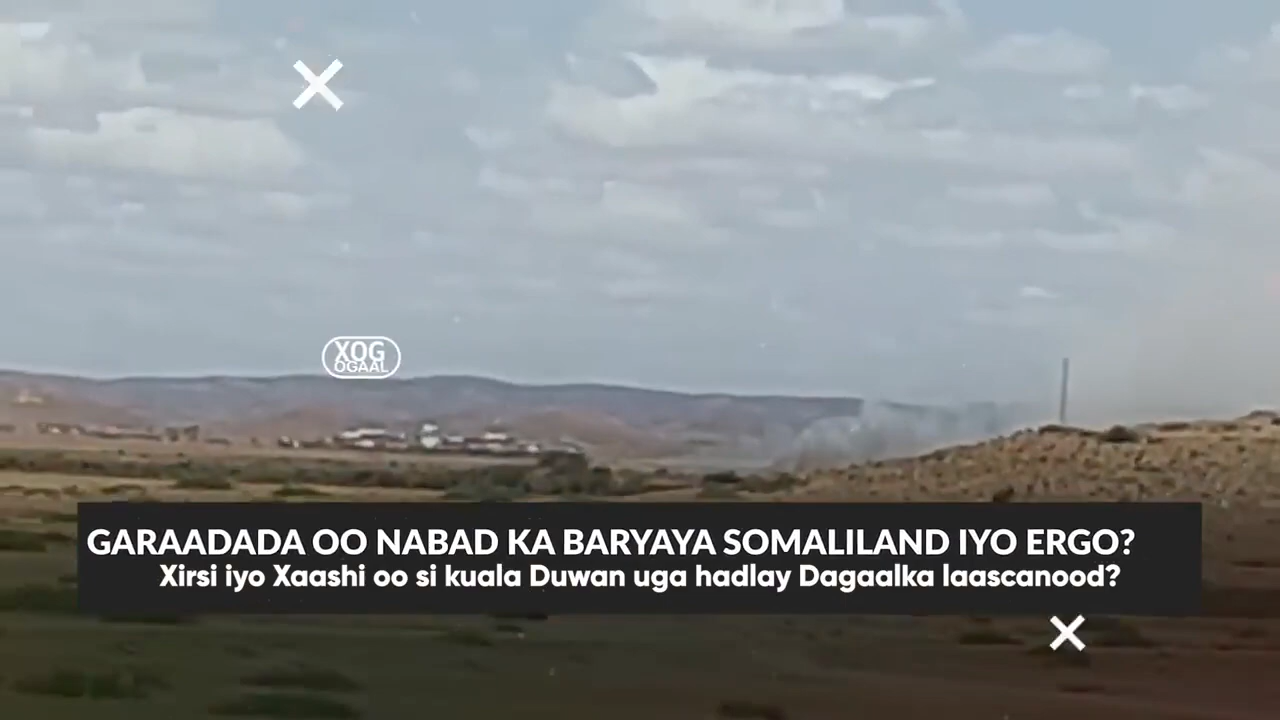 XOG
OGAAL
GARAADADA OO NABAD KA BARYAYA SOMALILAND IYO ERGO?
Xirsi iyo Xaashi oo si kuala Duwan uga hadlay Dagaalka laascanood?